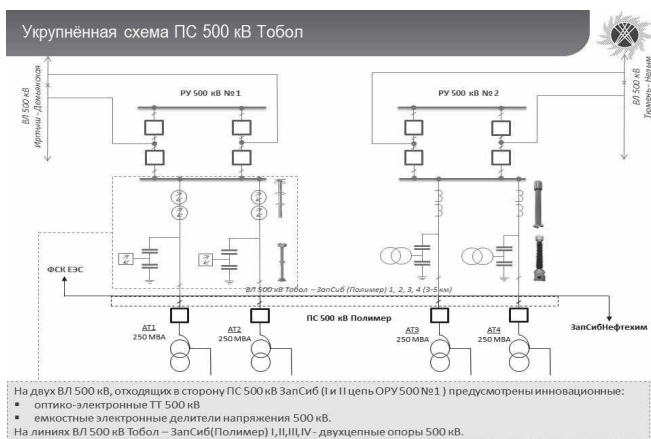 Укрупнённая схема ПС 500 кВ Тобол
ВЛ 500 кВ
Иртыш - Демьянская
РУ 500 кВ №1
РУ 500 кВ №2
ВЛ 500 кВ
Тюмень - Нелым
ФСК ЕЭС
ВЛ 500 кВ Тобол – ЗапСиб (Полимер) 1, 2, 3, 4 (3-5 км)
ПС 500 кВ Полимер
ЗапСибНефтехим
АТ1
250 МВА
АТ2
250 МВА
АТ3
250 МВА
АТ4
250 МВА
На двух ВЛ 500 кВ, отходящих в сторону ПС 500 кВ ЗапСиб (I и II цепь ОРУ 500 №1 ) предусмотрены инновационные:
▪ оптико-электронные ТТ 500 кВ
▪ емкостные электронные делители напряжения 500 кВ.
На линиях ВЛ 500 кВ Тобол – ЗапСиб(Полимер) I,II,III,IV - двухцепные опоры 500 кВ.